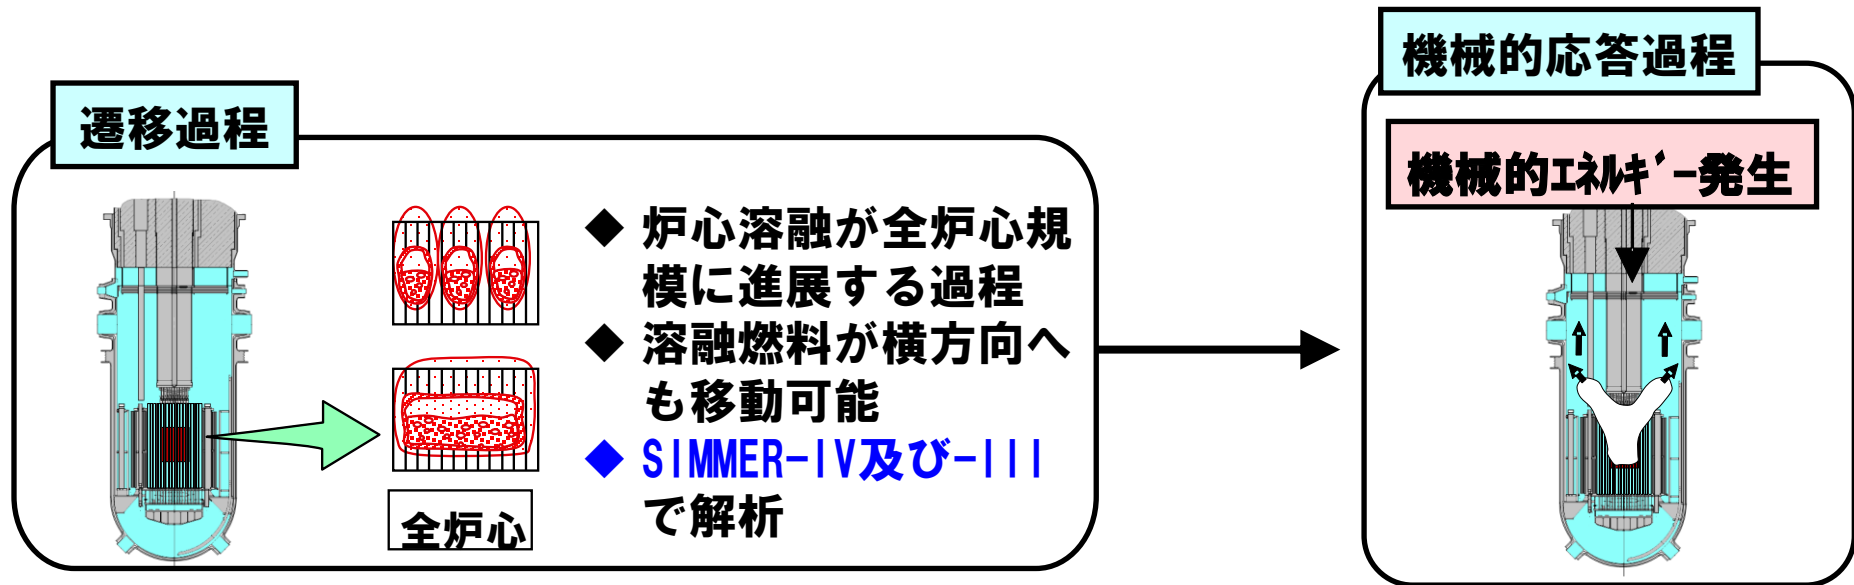 遷移過程
◆ 炉心溶融が全炉心規
模に進展する過程
◆ 溶融燃料が横方向へ
も移動可能
◆ SIMMER-IV及び-III
で解析
全炉心
機械的応答過程
機械的ｴﾈﾙｷﾞｰ発生